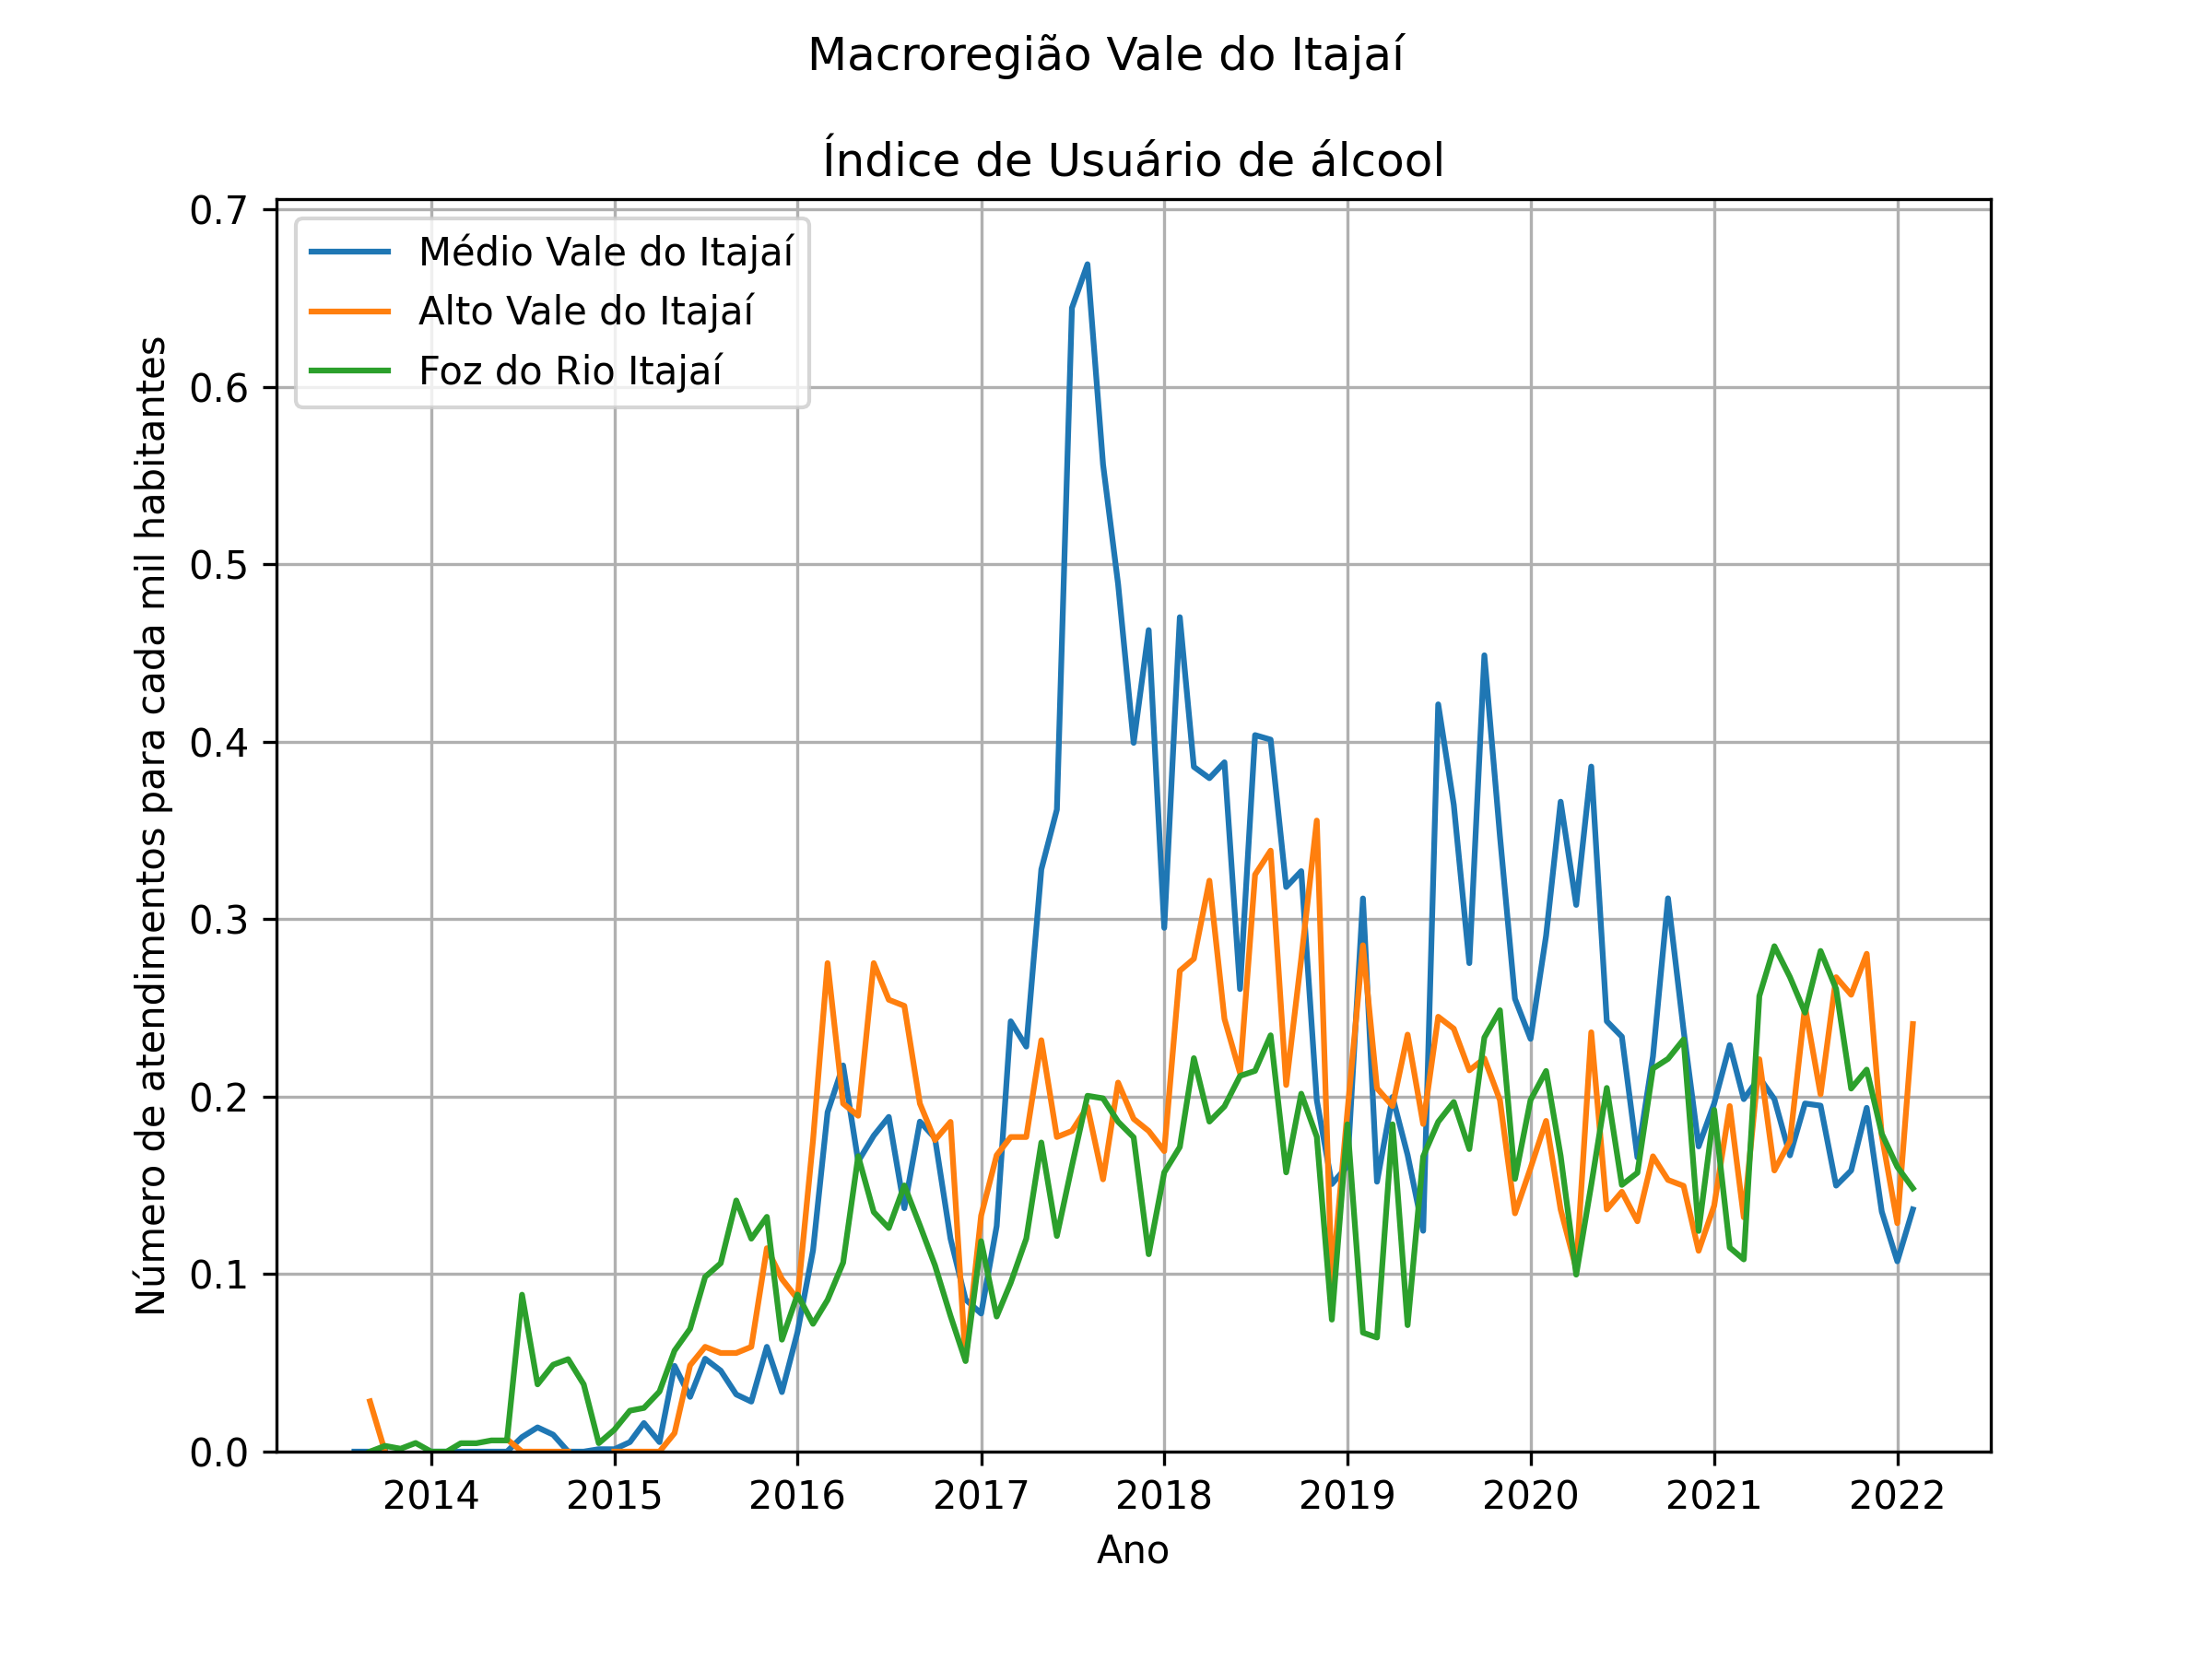 Macroregião Vale do Itajaí
Índice de Usuário de álcool
Número de atendimentos para cada mil habitantes
0.7
0.6
0.5
0.4
0.3
0.2
0.1
0.0
Médio Vale do Itajaí
Alto Vale do Itajaí
Foz do Rio Itajaí
2014 2015 2016 2017 2018 2019 2020 2021 2022
Ano